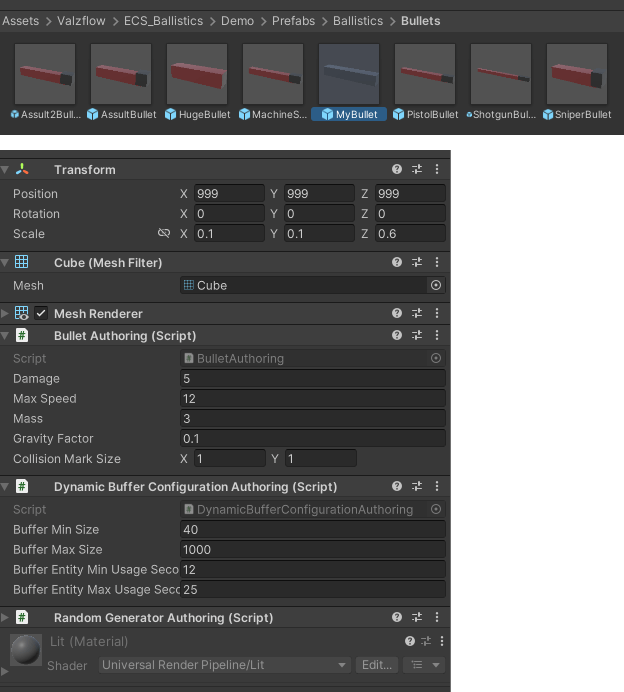 Assets > Valzflow > ECS_Ballistics > Demo > Prefabs > Ballistics > Bullets
Assult2Bull... AssultBullet HugeBullet MachineS... MyBullet PistolBullet ShotgunBul... SniperBullet
Transform
Position X 999 Y 999 Z 999
Rotation X 0 Y 0 Z 0
Scale X 0.1 Y 0.1 Z 0.6
Cube (Mesh Filter)
Mesh Cube
Mesh Renderer
# Bullet Authoring (Script)
Script # BulletAuthoring
Damage 5
Max Speed 12
Mass 3
Gravity Factor 0.1
Collision Mark Size X 1 Y 1
# Dynamic Buffer Configuration Authoring (Script)
Script # DynamicBufferConfigurationAuthoring
Buffer Min Size 40
Buffer Max Size 1000
Buffer Entity Min Usage Seco 12
Buffer Entity Max Usage Sec 25
# Random Generator Authoring (Script)
Lit (Material)
Shader Universal Render Pipeline/Lit Edit...